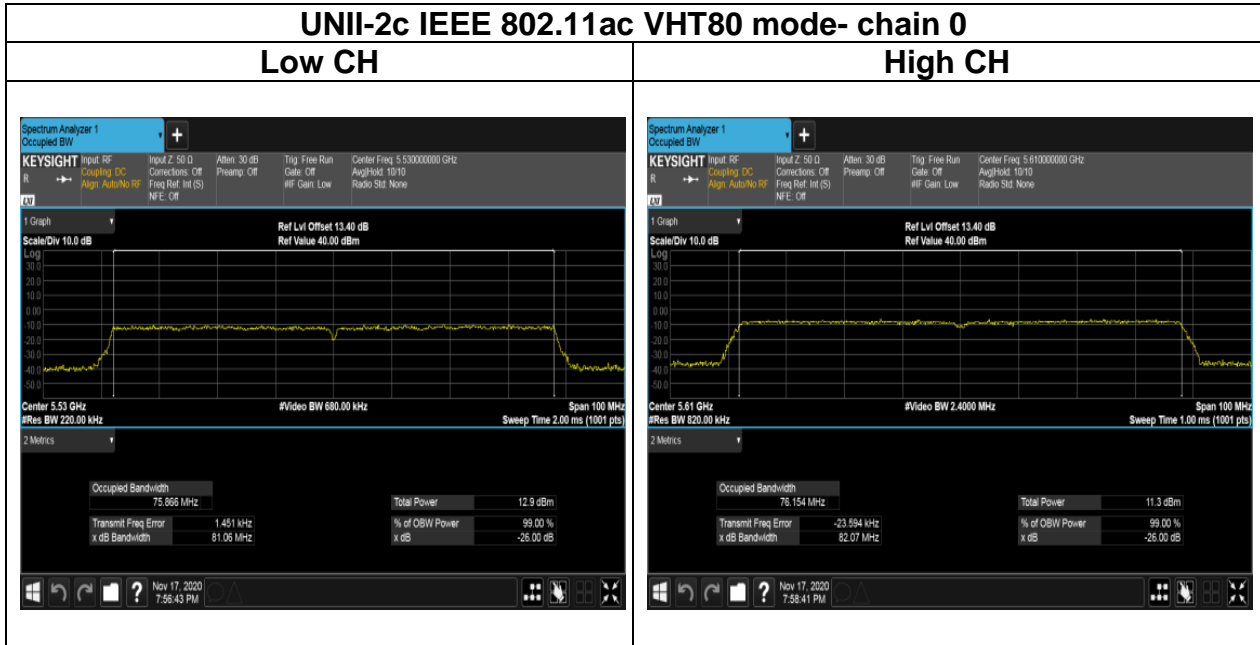 UNII-2c IEEE 802.11ac VHT80 mode- chain 0
Low CH
High CH
Spectrum Analyzer 1
Occupied BW
+
KEYSIGHT
R
LXI
Input: RF
Coupling: DC
Align: Auto/No RF
Input Z: 50 Ω
Corrections: Off
Freq Ref: Int (S)
NFE: Off
Atten: 30 dB
Preamp: Off
Trig: Free Run
Gate: Off
#IF Gain: Low
Center Freq: 5.530000000 GHz
Avg|Hold: 10/10
Radio Std: None
1 Graph
Scale/Div 10.0 dB
Ref Lvl Offset 13.40 dB
Ref Value 40.00 dBm
Log
30.0
20.0
10.0
0.00
-10.0
-20.0
-30.0
-40.0
-50.0
Center 5.53 GHz
#Video BW 680.00 kHz
Span 100 MHz
#Res BW 220.00 kHz
Sweep Time 2.00 ms (1001 pts)
2 Metrics
Occupied Bandwidth
75.866 MHz
Total Power 12.9 dBm
Transmit Freq Error 1.451 kHz
% of OBW Power 99.00 %
x dB Bandwidth 81.06 MHz
x dB -26.00 dB
?
Nov 17, 2020
7:56:43 PM
Spectrum Analyzer 1
Occupied BW
+
KEYSIGHT
R
LXI
Input: RF
Coupling: DC
Align: Auto/No RF
Input Z: 50 Ω
Corrections: Off
Freq Ref: Int (S)
NFE: Off
Atten: 30 dB
Preamp: Off
Trig: Free Run
Gate: Off
#IF Gain: Low
Center Freq: 5.610000000 GHz
Avg|Hold: 10/10
Radio Std: None
1 Graph
Scale/Div 10.0 dB
Ref Lvl Offset 13.40 dB
Ref Value 40.00 dBm
Log
30.0
20.0
10.0
0.00
-10.0
-20.0
-30.0
-40.0
-50.0
Center 5.61 GHz
#Video BW 2.4000 MHz
Span 100 MHz
#Res BW 820.00 kHz
Sweep Time 1.00 ms (1001 pts)
2 Metrics
Occupied Bandwidth
76.154 MHz
Total Power 11.3 dBm
Transmit Freq Error -23.594 kHz
% of OBW Power 99.00 %
x dB Bandwidth 82.07 MHz
x dB -26.00 dB
?
Nov 17, 2020
7:58:41 PM